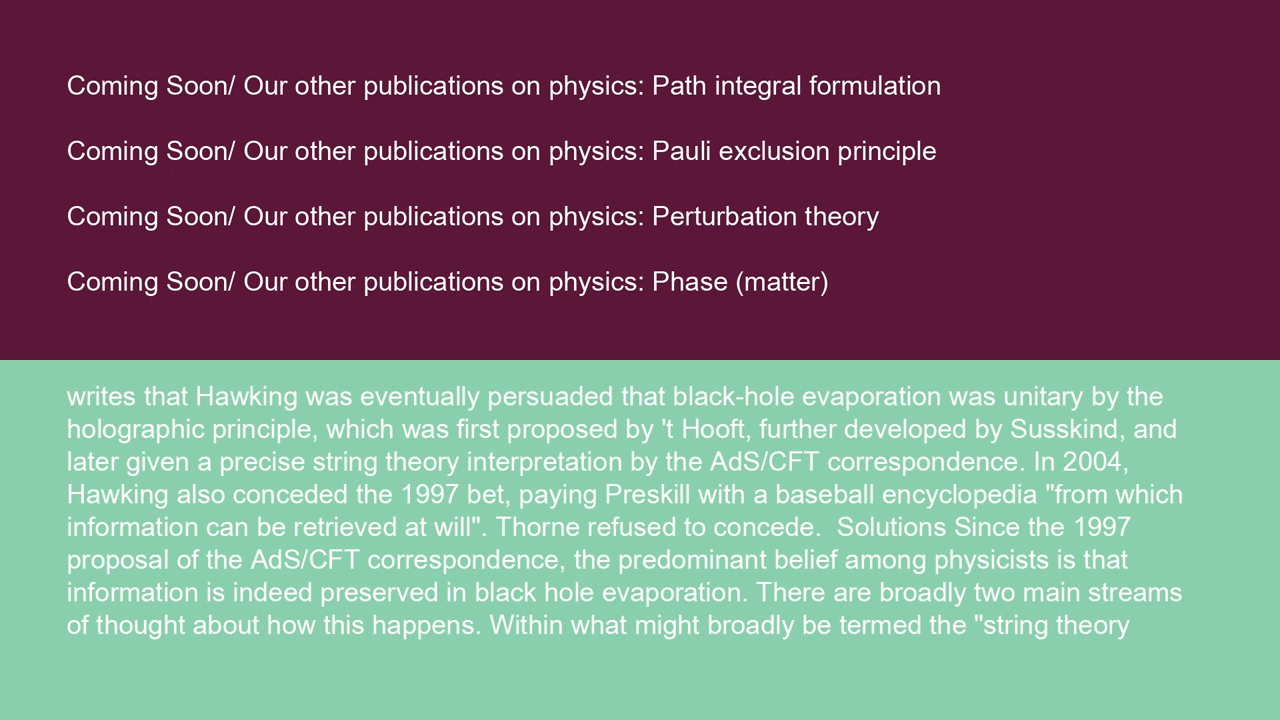 Coming Soon/ Our other publications on physics: Path integral formulation
Coming Soon/ Our other publications on physics: Pauli exclusion principle
Coming Soon/ Our other publications on physics: Perturbation theory
Coming Soon/ Our other publications on physics: Phase (matter)
writes that Hawking was eventually persuaded that black-hole evaporation was unitary by the
holographic principle, which was first proposed by 't Hooft, further developed by Susskind, and
later given a precise string theory interpretation by the AdS/CFT correspondence. In 2004,
Hawking also conceded the 1997 bet, paying Preskill with a baseball encyclopedia "from which
information can be retrieved at will". Thorne refused to concede.  Solutions Since the 1997
proposal of the AdS/CFT correspondence, the predominant belief among physicists is that
information is indeed preserved in black hole evaporation. There are broadly two main streams
of thought about how this happens. Within what might broadly be termed the "string theory